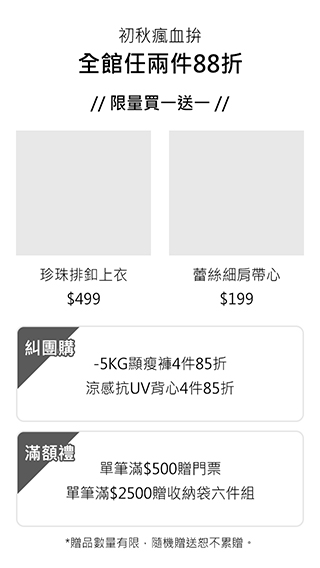 初秋瘋血拚
全館任兩件88折
// 限量買一送一 //
珍珠排釦上衣
$499
蕾絲細肩帶心
$199
糾團購
-5KG顯瘦褲4件85折
涼感抗UV背心4件85折
滿額禮
單筆滿$500贈門票
單筆滿$2500贈收納袋六件組
*贈品數量有限，隨機贈送恕不累贈。